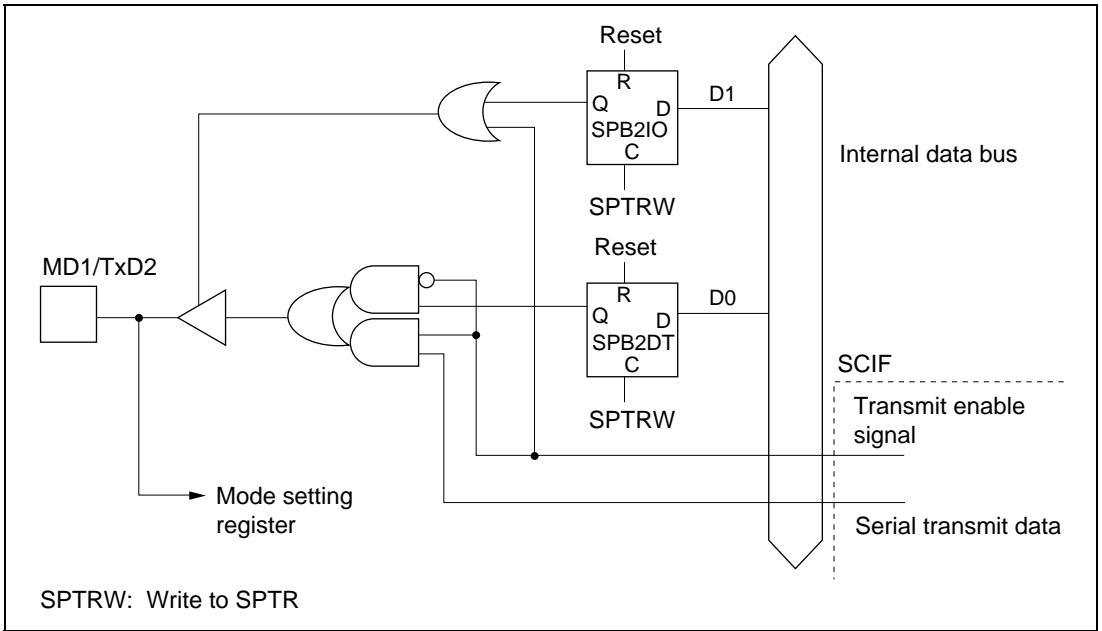 Reset
R
Q
D
D1
SPB2IO
C
SPTRW
Internal data bus
Reset
MD1/TxD2
R
Q
D
D0
SPB2DT
C
SPTRW
SCIF
Transmit enable
signal
Mode setting
register
Serial transmit data
SPTRW: Write to SPTR